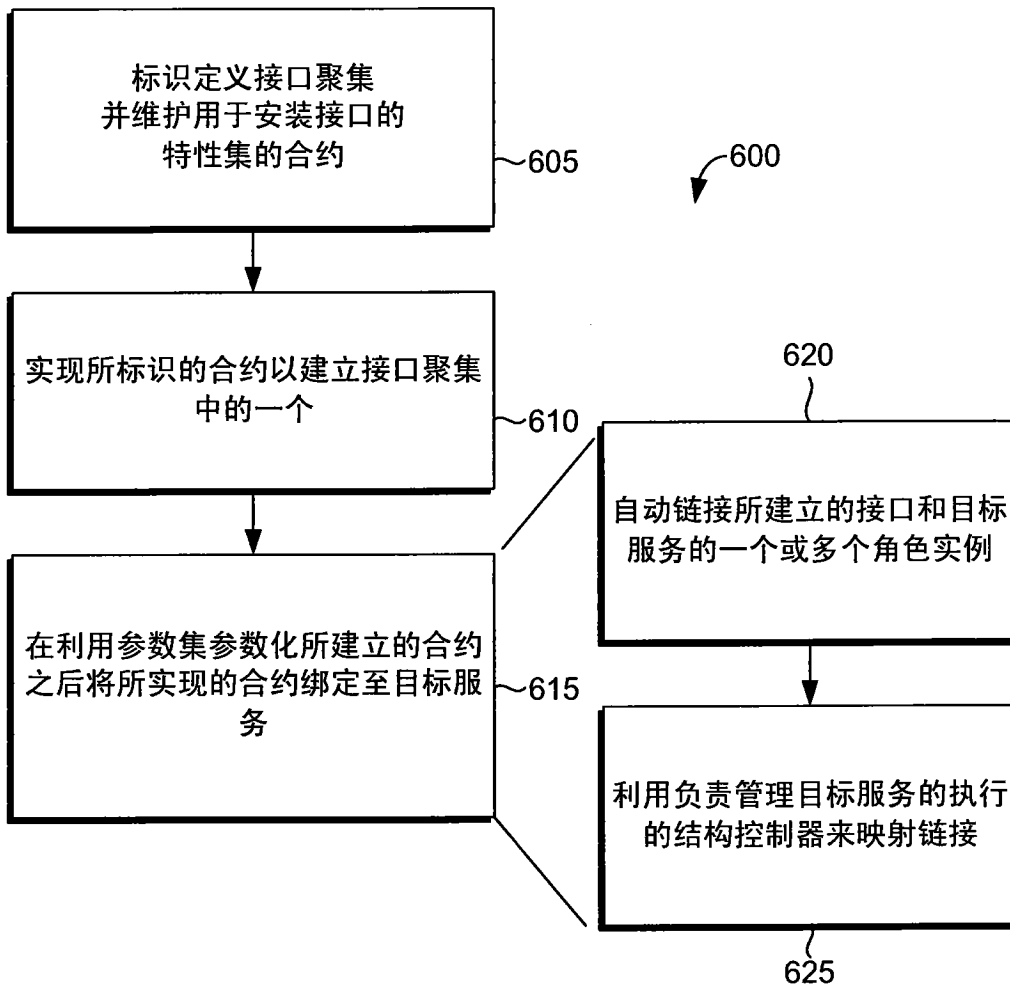 标识定义接口聚集
并维护用于安装接口的
特性集的合约
605
600
实现所标识的合约以建立接口聚集
中的一个
610
在利用参数集参数化所建立的合约
之后将所实现的合约绑定至目标服
务
615
620
自动链接所建立的接口和目标
服务的一个或多个角色实例
利用负责管理目标服务的执行
的结构控制器来映射链接
625